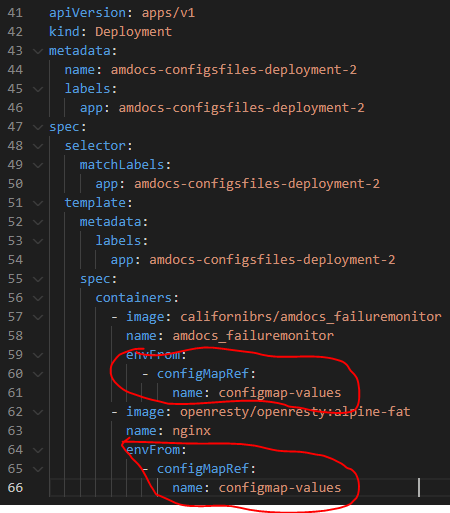 41 apiVersion: apps/v1
42 kind: Deployment
43 metadata:
44   name: amdocs-configsfiles-deployment-2
45   labels:
46     app: amdocs-configsfiles-deployment-2
47 spec:
48   selector:
49     matchLabels:
50       app: amdocs-configsfiles-deployment-2
51   template:
52     metadata:
53       labels:
54         app: amdocs-configsfiles-deployment-2
55     spec:
56       containers:
57         - image: californibrs/amdocs_failuremonitor
58           name: amdocs_failuremonitor
59           envFrom:
60             - configMapRef:
61                 name: configmap-values
62         - image: openresty/openresty:alpine-fat
63           name: nginx
64           envFrom:
65             - configMapRef:
66                 name: configmap-values